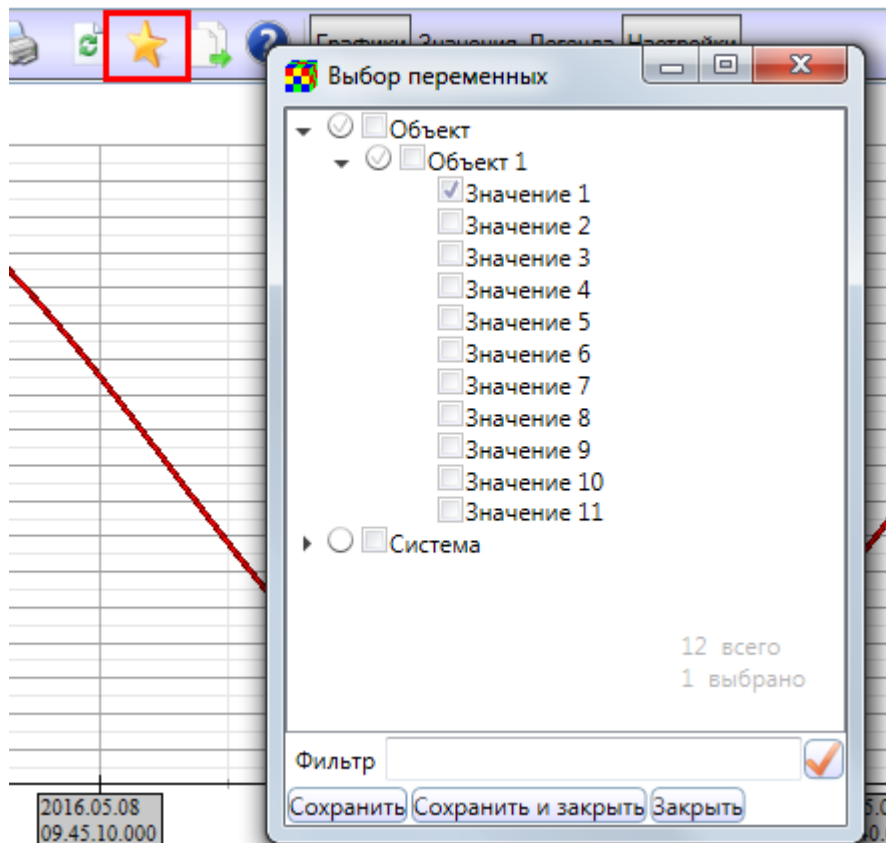 Графики Значения Легенда Настройки
Выбор переменных
Объект
Объект 1
Значение 1
Значение 2
Значение 3
Значение 4
Значение 5
Значение 6
Значение 7
Значение 8
Значение 9
Значение 10
Значение 11
Система
12 всего
1 выбрано
Фильтр
Сохранить Сохранить и закрыть Закрыть
2016.05.08
09.45.10.000